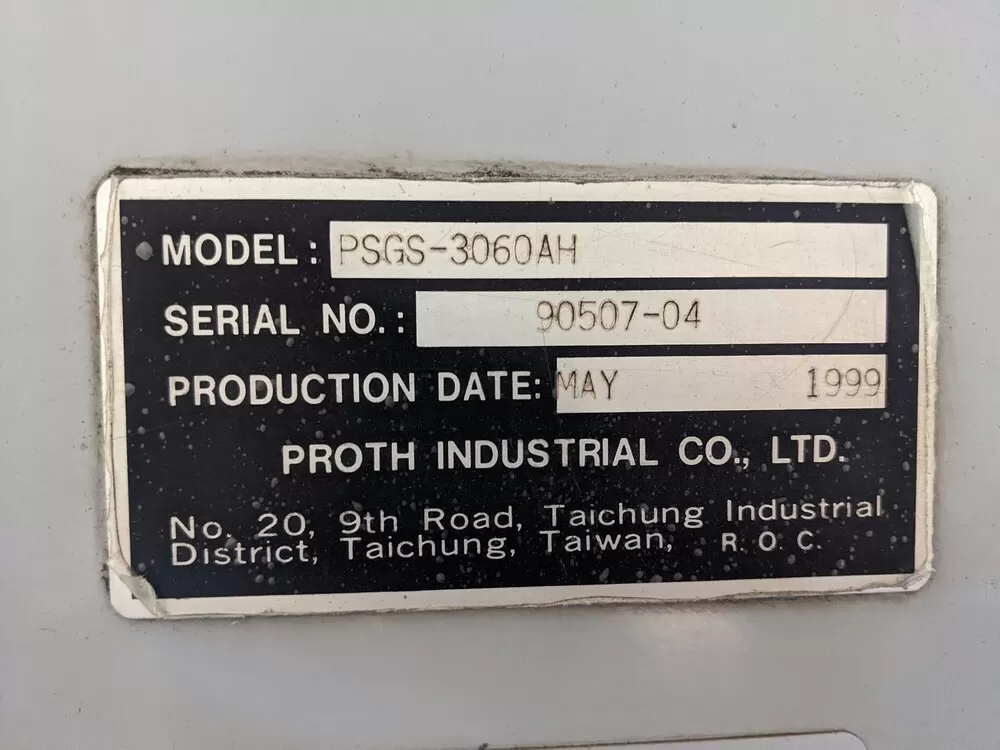 MODEL: PSGS-3060AH
SERIAL NO.: 90507-04
PRODUCTION DATE: MAY 1999
PROTH INDUSTRIAL CO., LTD.
No. 20, 9th Road, Taichung Industrial
District, Taichung, Taiwan, R. O. C.